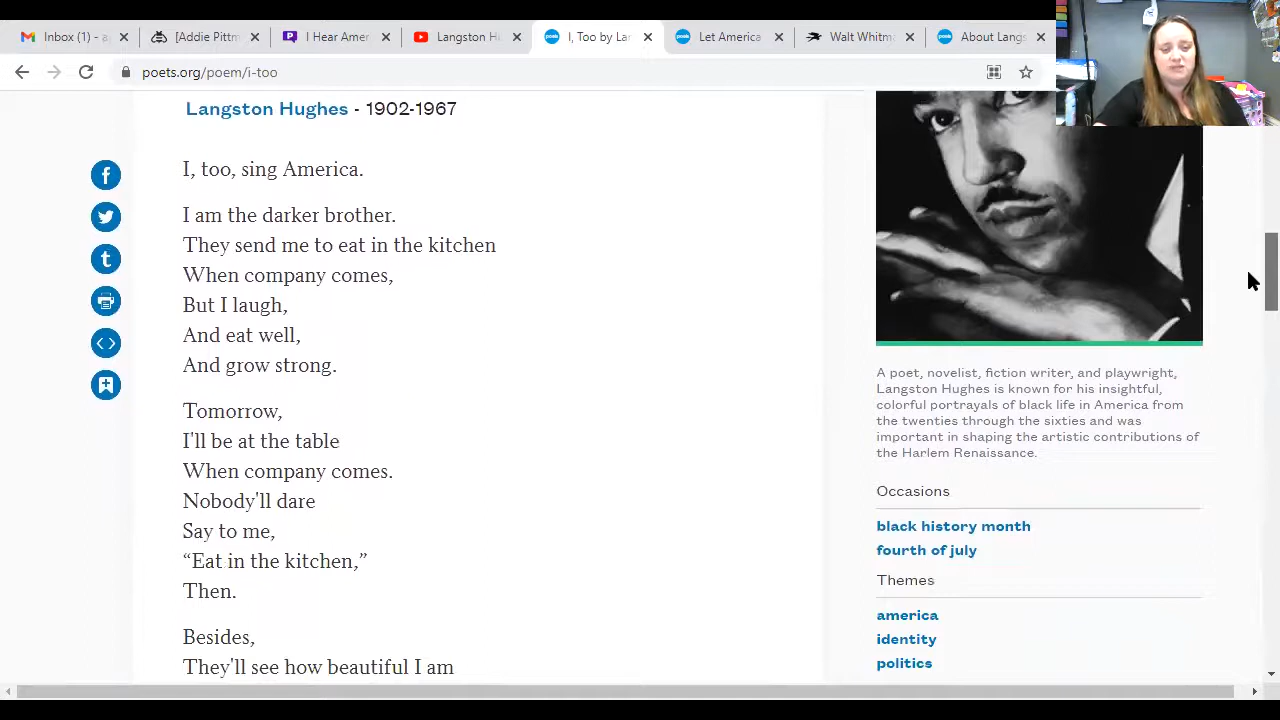 Inbox (1) - a
[Addie Pittm
I Hear Amer
Langston H
I, Too by Lan
Let America
Walt Whitm
About Langs
poets.org/poem/i-too
Langston Hughes - 1902-1967
I, too, sing America.
I am the darker brother.
They send me to eat in the kitchen
When company comes,
But I laugh,
And eat well,
And grow strong.
Tomorrow,
I'll be at the table
When company comes.
Nobody'll dare
Say to me,
“Eat in the kitchen,”
Then.
Besides,
They'll see how beautiful I am
A poet, novelist, fiction writer, and playwright,
Langston Hughes is known for his insightful,
colorful portrayals of black life in America from
the twenties through the sixties and was
important in shaping the artistic contributions of
the Harlem Renaissance.
Occasions
black history month
fourth of july
Themes
america
identity
politics